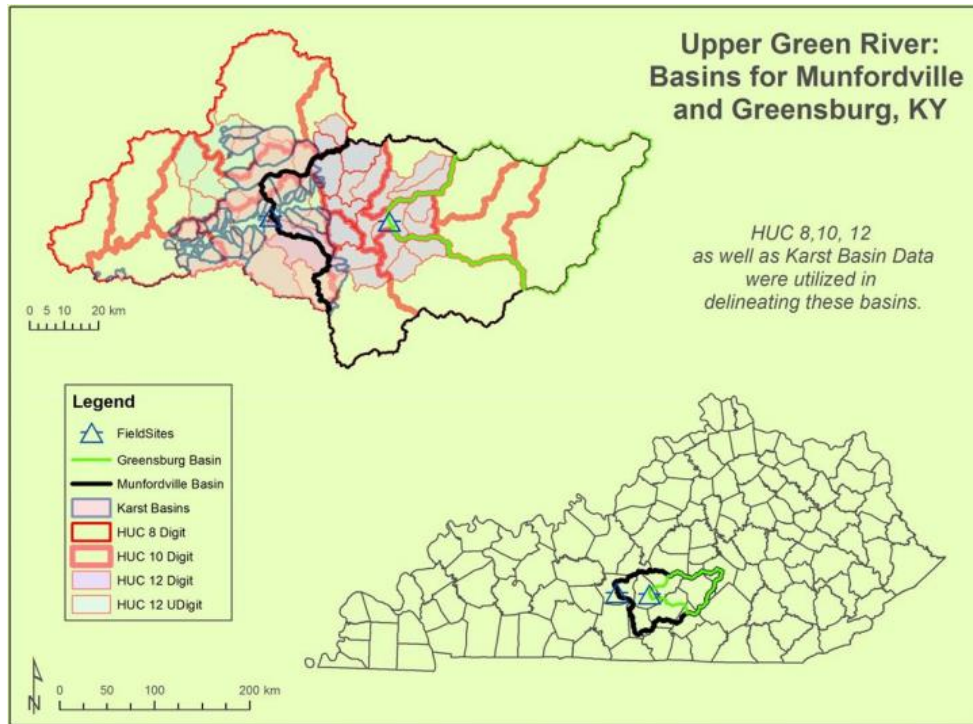 Upper Green River:
Basins for Munfordville
and Greensburg, KY
HUC 8,10, 12
as well as Karst Basin Data
were utilized in
delineating these basins.
0 5 10 20 km
Legend
FieldSites
Greensburg Basin
Munfordville Basin
Karst Basins
HUC 8 Digit
HUC 10 Digit
HUC 12 Digit
HUC 12 UDigit
N
0 50 100 200 km